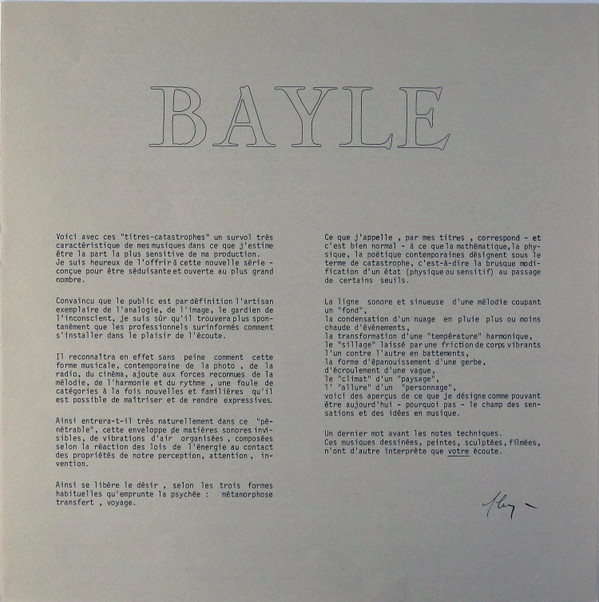 BAYLE
Voici avec ces "titres-catastrophes" un survol très
caractéristique de mes musiques dans ce que j'estime
être la part la plus sensitive de ma production.
Je suis heureux de l'offrir à cette nouvelle série -
conçue pour être séduisante et ouverte au plus grand
nombre.
Convaincu que le public est par définition l'artisan
exemplaire de l'analogie, de l'image, le gardien de
l'inconscient, je suis sûr qu'il trouvera plus spon-
tanément que les professionnels surinformés comment
s'installer dans le plaisir de l'écoute.
Il reconnaîtra en effet sans peine comment cette
forme musicale, contemporaine de la photo , de la
radio, du cinéma, ajoute aux forces reconnues de la
mélodie, de l'harmonie et du rythme , une foule de
catégories à la fois nouvelles et familières qu'il
est possible de maîtriser et de rendre expressives.
Ainsi entrera-t-il très naturellement dans ce "pé-
nétrable", cette enveloppe de matières sonores invi-
sibles, de vibrations d'air organisées , composées
selon la réaction des lois de l'énergie au contact
des propriétés de notre perception, attention , in-
vention.
Ainsi se libère le désir , selon les trois formes
habituelles qu'emprunte la psychée : métamorphose
transfert , voyage.
Ce que j'appelle , par mes titres , correspond - et
c'est bien normal - à ce que la mathématique, la phy-
sique, la poétique contemporaines désignent sous le
terme de catastrophe, c'est-à-dire la brusque modi-
fication d'un état (physique ou sensitif) au passage
de certains seuils.
La ligne sonore et sinueuse d'une mélodie coupant
un "fond",
la condensation d'un nuage en pluie plus ou moins
chaude d'évènements,
la transformation d'une "température" harmonique,
le "sillage" laissé par une friction de corps vibrants
l'un contre l'autre en battements,
la forme d'épanouissement d'une gerbe,
d'écroulement d'une vague,
le "climat" d'un "paysage",
l' "allure" d'un "personnage",
voici des aperçus de ce que je désigne comme pouvant
être aujourd'hui - pourquoi pas - le champ des sen-
sations et des idées en musique.
Un dernier mot avant les notes techniques.
Ces musiques dessinées, peintes, sculptées, filmées,
n'ont d'autre interprète que votre écoute.